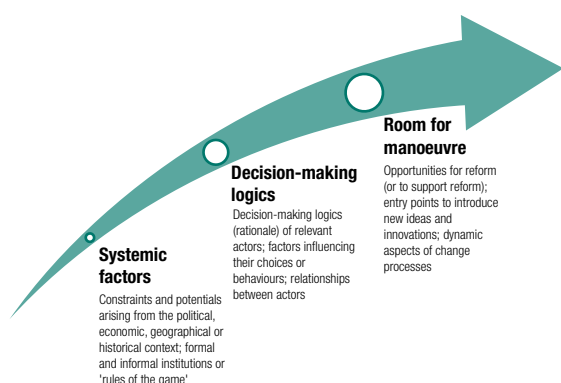 Room for
manoeuvre
Opportunities for reform
(or to support reform);
entry points to introduce
new ideas and
innovations; dynamic
aspects of change
processes
Decision-making
logics
Decision-making logics
(rationale) of relevant
actors; factors influencing
their choices or
behaviours; relationships
between actors
Systemic
factors
Constraints and potentials
arising from the political,
economic, geographical or
historical context; formal
and informal institutions or
'rules of the game'